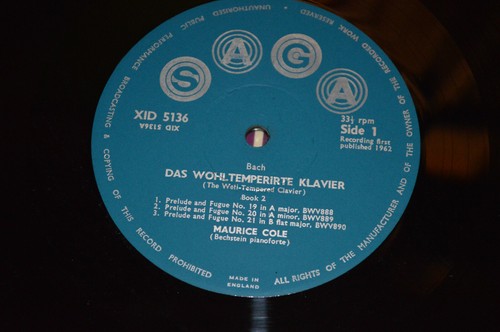 SAGA
XID 5136
XID 5136A
33⅓ rpm
Side 1
Recording first
published 1962
Bach
DAS WOHLTEMPERIRTE KLAVIER
(The Well-Tempered Clavier)
Book 2
1. Prelude and Fugue No. 19 in A major, BWV888
2. Prelude and Fugue No. 20 in A minor, BWV889
3. Prelude and Fugue No. 21 in B flat major, BWV890
MAURICE COLE
(Bechstein pianoforte)
MADE IN
ENGLAND
ALL RIGHTS OF THE MANUFACTURER AND OF THE OWNER OF THE RECORDED WORK RESERVED · UNAUTHORISED PUBLIC PERFORMANCE BROADCASTING & COPYING OF THIS RECORD PROHIBITED